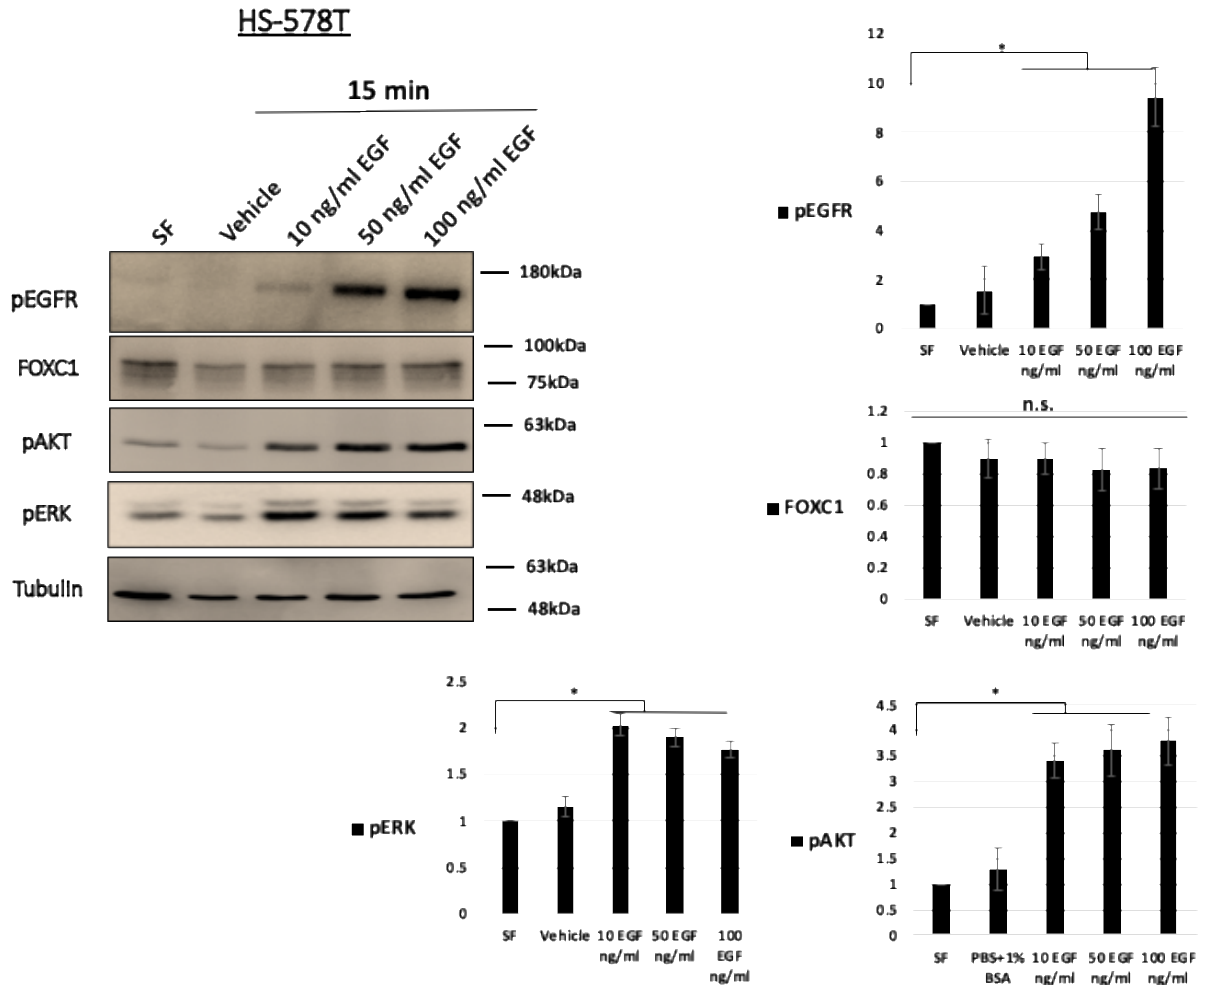 HS-578T
15 min
SF
Vehicle
10 ng/ml EGF
50 ng/ml EGF
100 ng/ml EGF
pEGFR
180kDa
FOXC1
100kDa
75kDa
pAKT
63kDa
pERK
48kDa
Tubulin
63kDa
48kDa
12
10
8
6
4
2
0
*
pEGFR
SF Vehicle 10 EGF 50 EGF 100 EGF
ng/ml ng/ml ng/ml
n.s.
1.2
1
0.8
0.6
0.4
0.2
0
FOXC1
SF Vehicle 10 EGF 50 EGF 100 EGF
ng/ml ng/ml ng/ml
2.5
2
1.5
1
0.5
0
*
pERK
SF Vehicle 10 EGF 50 EGF 100
ng/ml ng/ml EGF
ng/ml
4.5
4
3.5
3
2.5
2
1.5
1
0.5
0
*
pAKT
SF PBS+1% 10 EGF 50 EGF 100 EGF
BSA ng/ml ng/ml ng/ml